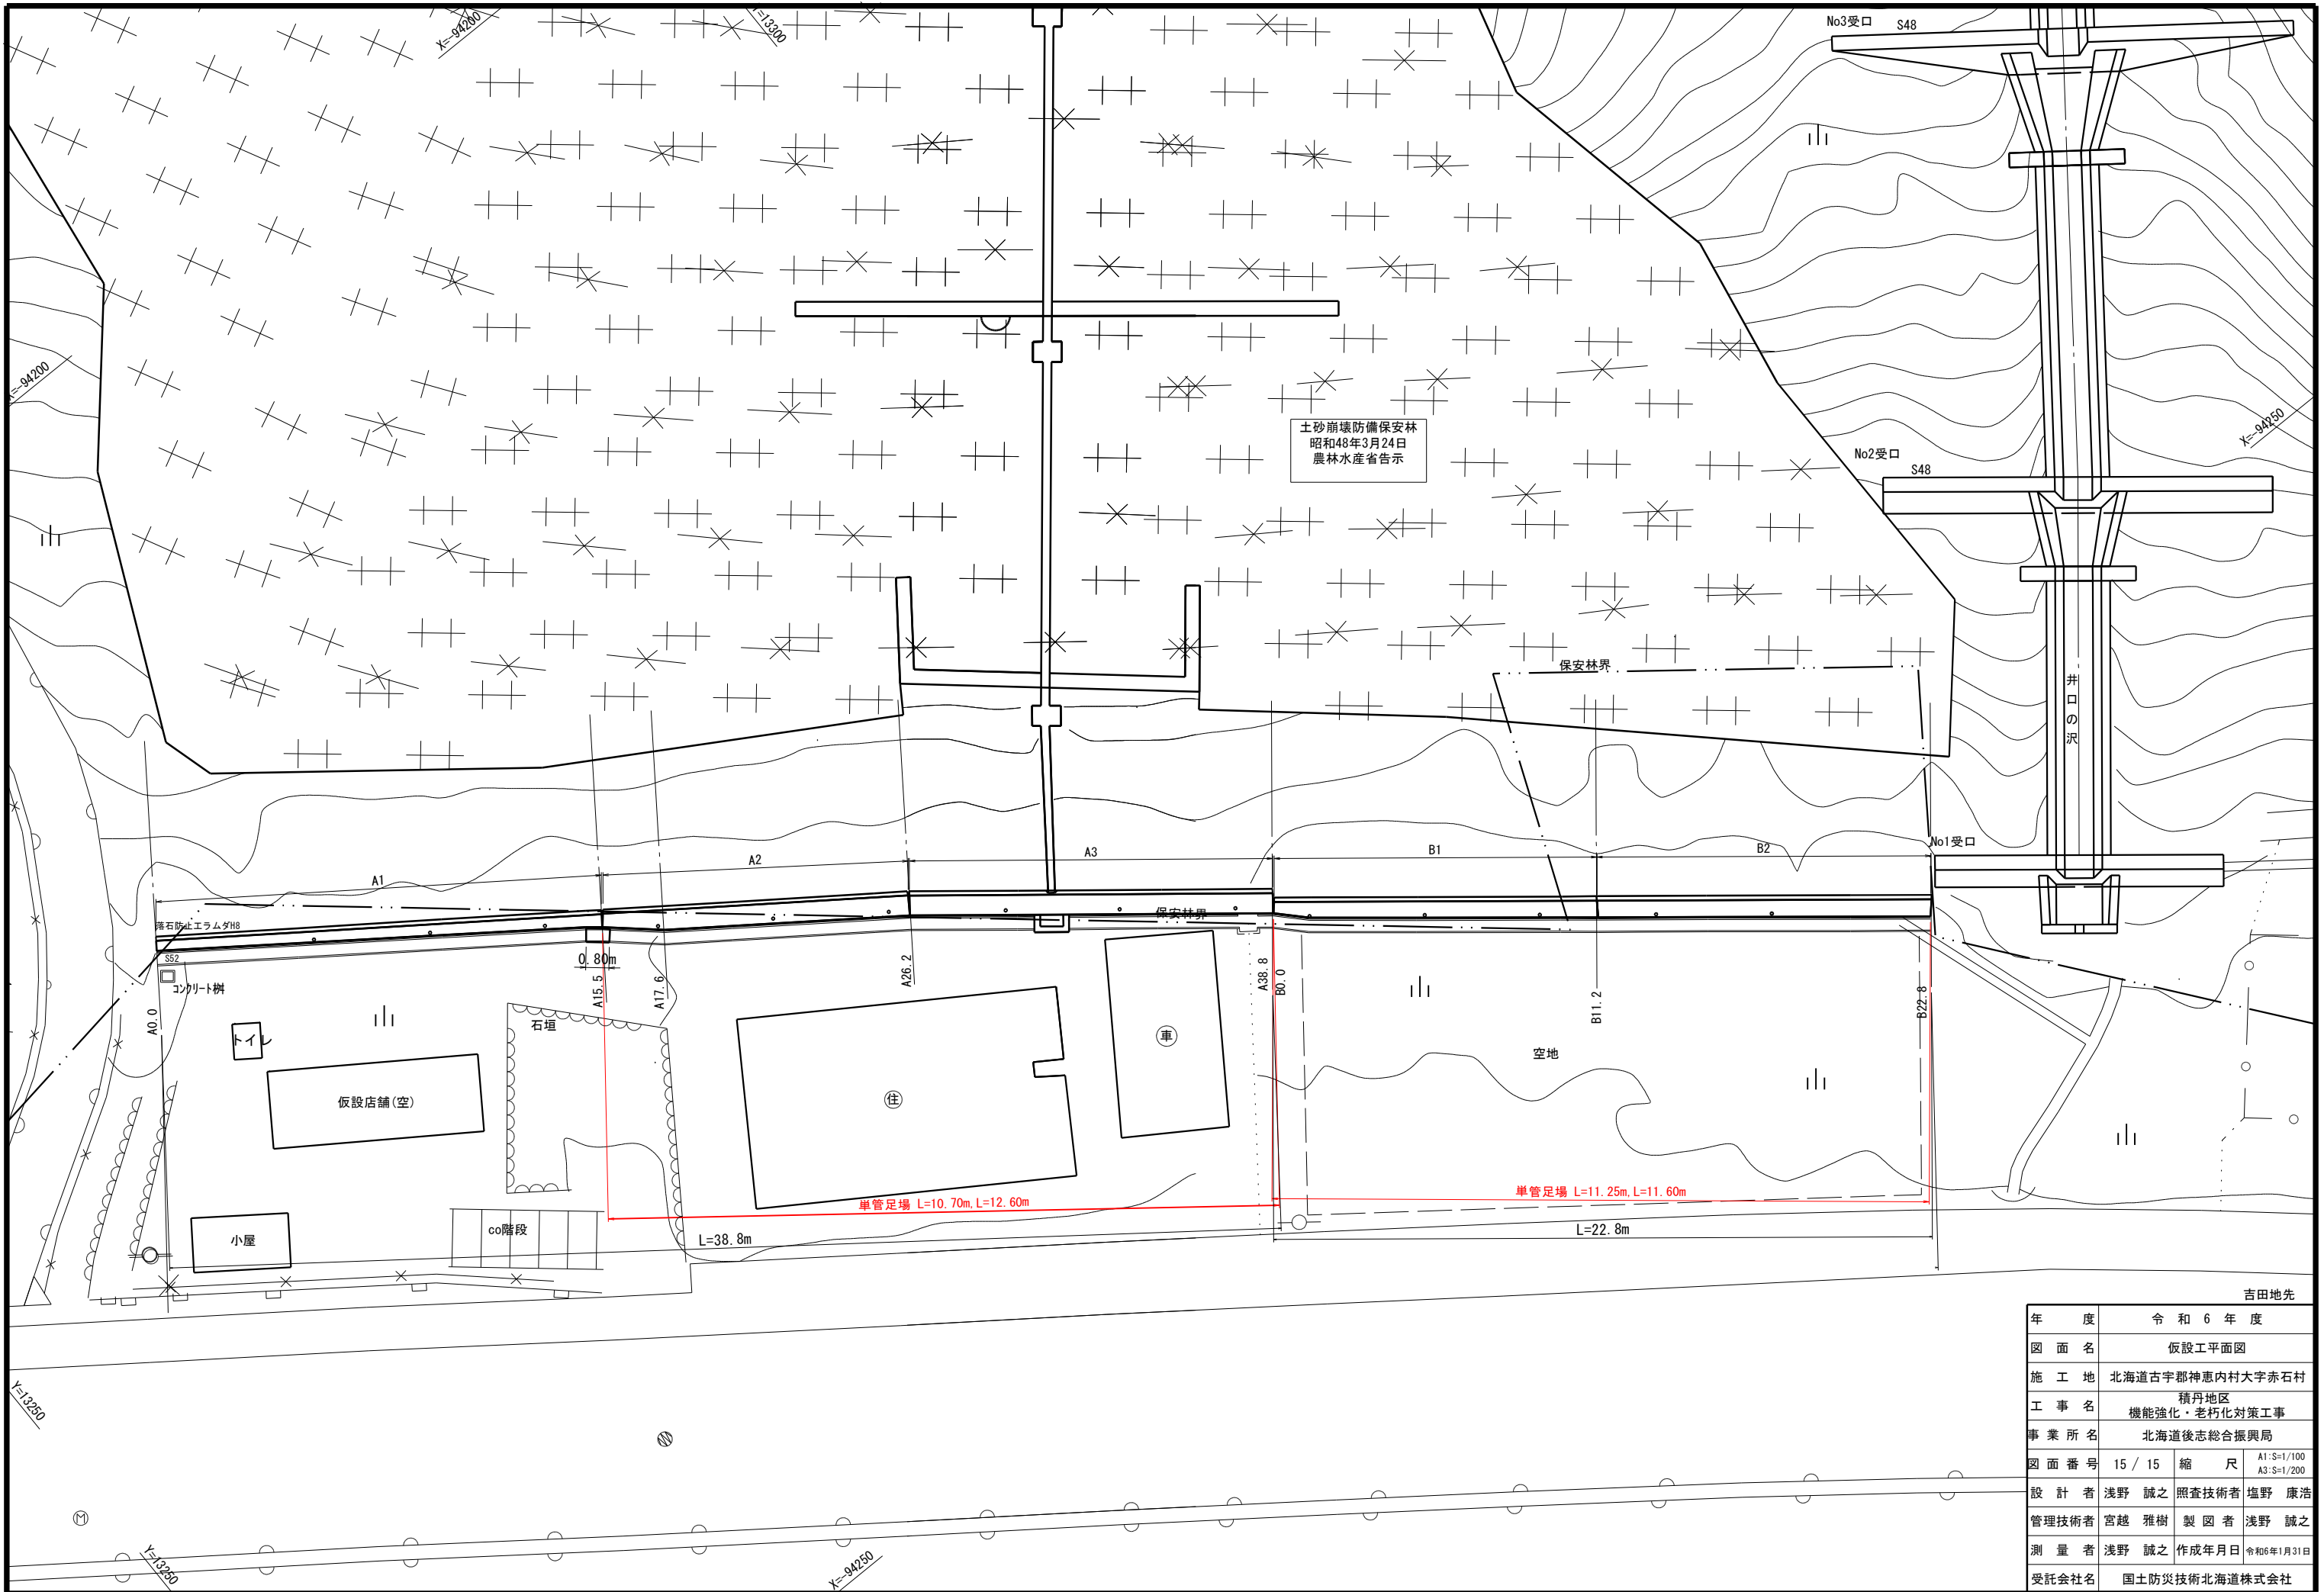 X=-94200
Y=13300
No3受口
S48
X=-94200
X=-94250
土砂崩壊防備保安林
昭和48年3月24日
農林水産省告示
No2受口
S48
保安林界
井口の沢
No1受口
A1
A2
A3
B1
B2
落石防止エラムダH8
保安林界
S52
コンクリート桝
0.80m
A0.0
A15.5
A17.6
A26.2
A38.8
B0.0
B11.2
B22.8
トイレ
石垣
車
空地
仮設店舗(空)
住
単管足場 L=10.70m,L=12.60m
単管足場 L=11.25m,L=11.60m
小屋
co階段
L=38.8m
L=22.8m
Y=13250
M
Y=13250
X=-94250
吉田地先
年度 令和6年度
図面名 仮設工平面図
施工地 北海道古宇郡神恵内村大字赤石村
工事名 積丹地区
機能強化・老朽化対策工事
事業所名 北海道後志総合振興局
図面番号 15 / 15 縮尺 A1:S=1/100
A3:S=1/200
設計者 浅野 誠之 照査技術者 塩野 康浩
管理技術者 宮越 雅樹 製図者 浅野 誠之
測量者 浅野 誠之 作成年月日 令和6年1月31日
受託会社名 国土防災技術北海道株式会社